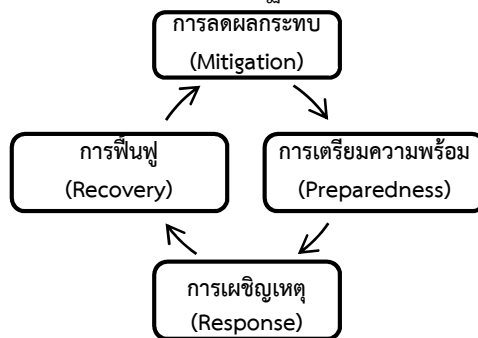 การลดผลกระทบ
(Mitigation)
การฟื้นฟู
(Recovery)
การเตรียมความพร้อม
(Preparedness)
การเผชิญเหตุ
(Response)